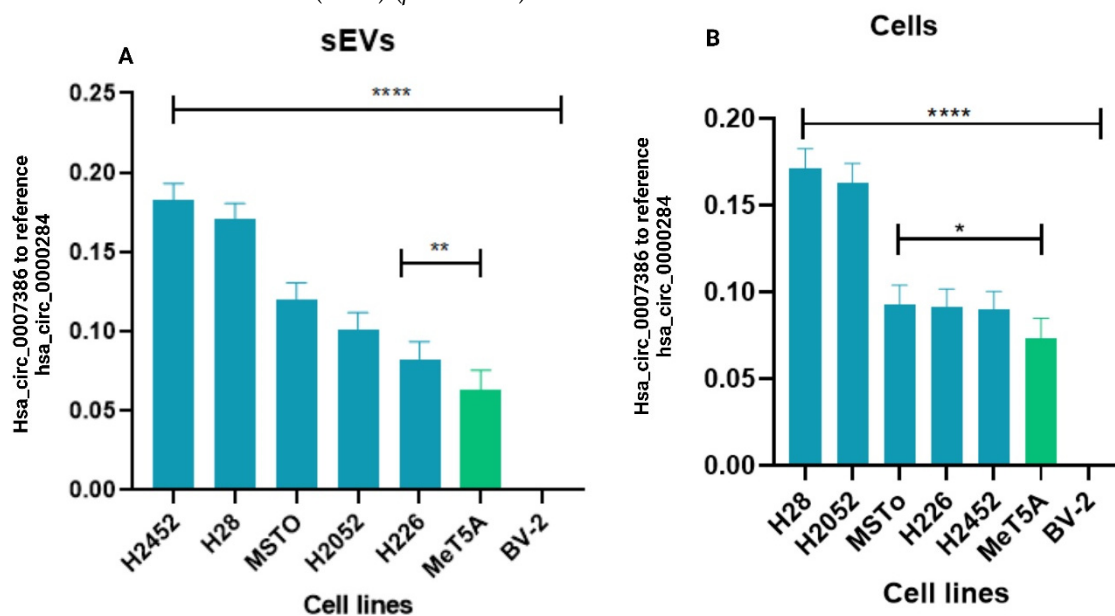 A
sEVs
****
**
0.25
0.20
0.15
0.10
0.05
0.00
Hsa_circ_0007386 to reference
hsa_circ_0000284
H2452
H28
MSTO
H2052
H226
MeT5A
BV-2
Cell lines
B
Cells
****
*
0.20
0.15
0.10
0.05
0.00
Hsa_circ_0007386 to reference
hsa_circ_0000284
H28
H2052
MSTo
H226
H2452
MeT5A
BV-2
Cell lines